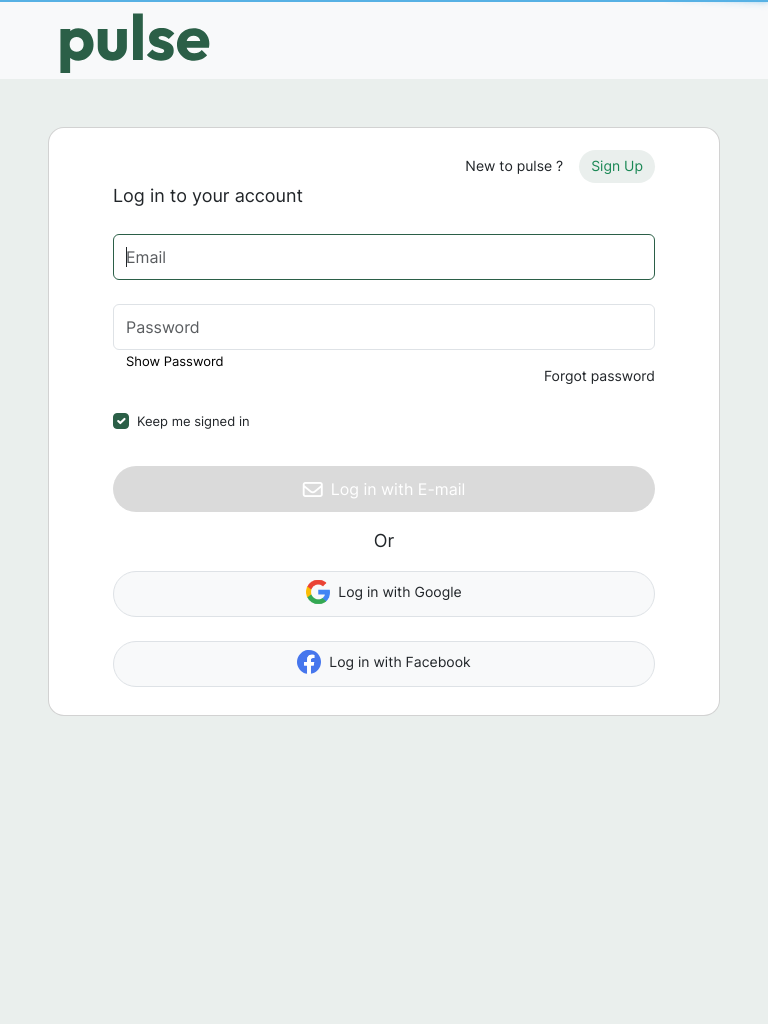 pulse
New to pulse ? Sign Up
Log in to your account
Email
Password
Show Password
Forgot password
Keep me signed in
Log in with E-mail
Or
Log in with Google
Log in with Facebook